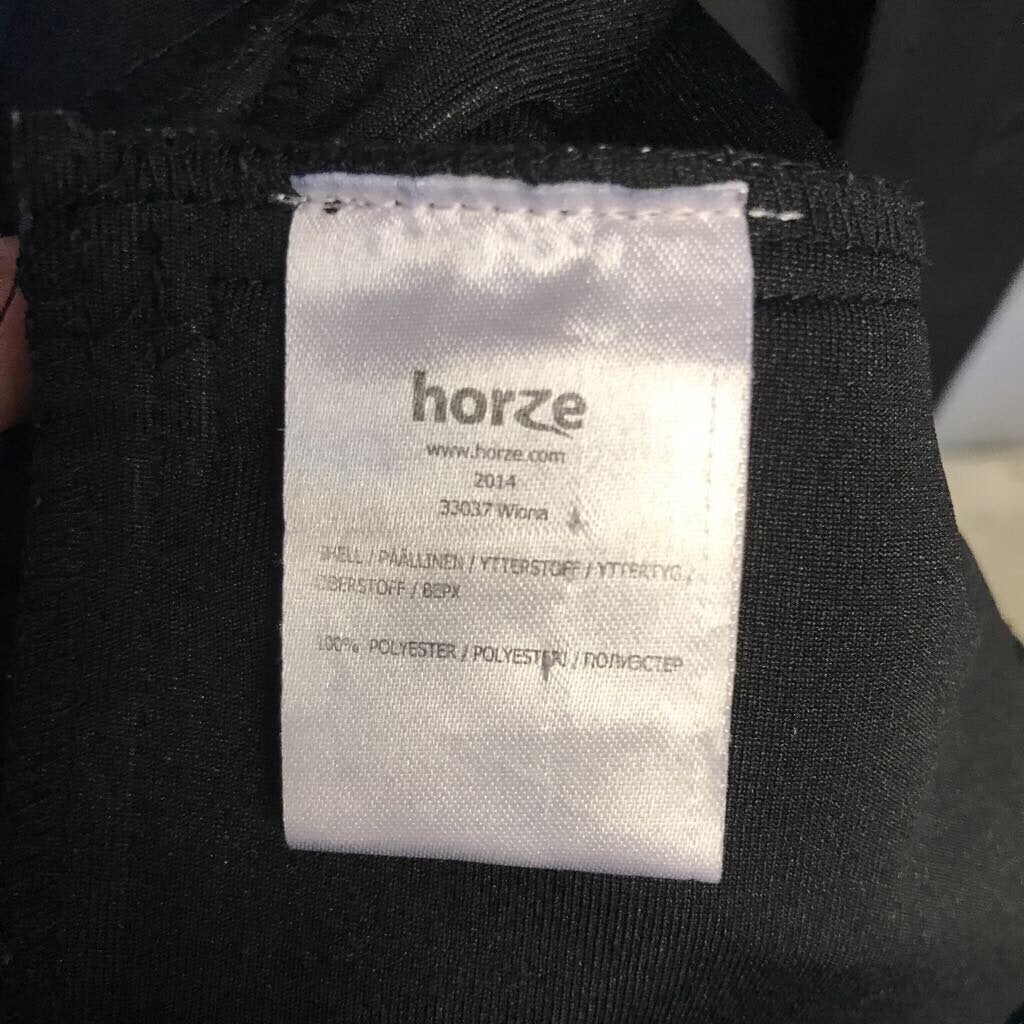 horze
www.horze.com
2014
33037 Wiona
SHELL / PÄÄLLINEN / YTTERSTOFF / YTTERTYG /
OBERSTOFF / ВЕРХ
100% POLYESTER / POLYESTERI / ПОЛИЭСТЕР